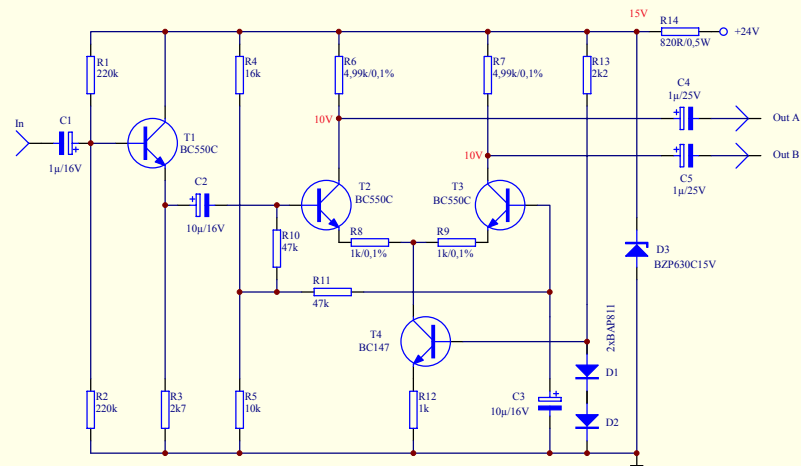 15V
R14
820R/0,5W
+24V
R1
220k
R4
16k
R6
4,99k/0,1%
R7
4,99k/0,1%
R13
2k2
C4
1µ/25V
Out A
In
C1
1µ/16V
T1
BC550C
10V
10V
Out B
C5
1µ/25V
C2
10µ/16V
T2
BC550C
T3
BC550C
R10
47k
R8
1k/0,1%
R9
1k/0,1%
D3
BZP630C15V
R11
47k
T4
BC147
2xBAP811
D1
R2
220k
R3
2k7
R5
10k
R12
1k
C3
10µ/16V
D2